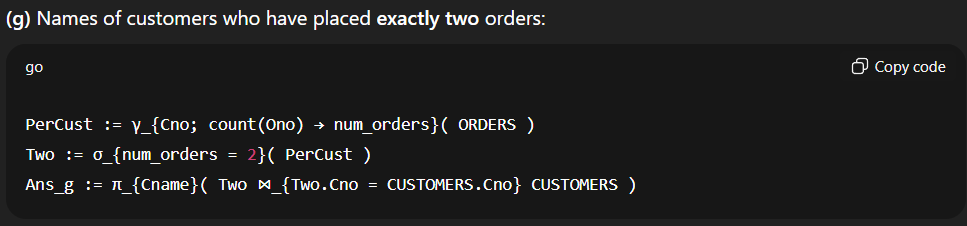 (g) Names of customers who have placed exactly two orders:
go
Copy code
PerCust := γ_{Cno; count(Ono) → num_orders}( ORDERS )
Two := σ_{num_orders = 2}( PerCust )
Ans_g := π_{Cname}( Two ⋈_{Two.Cno = CUSTOMERS.Cno} CUSTOMERS )